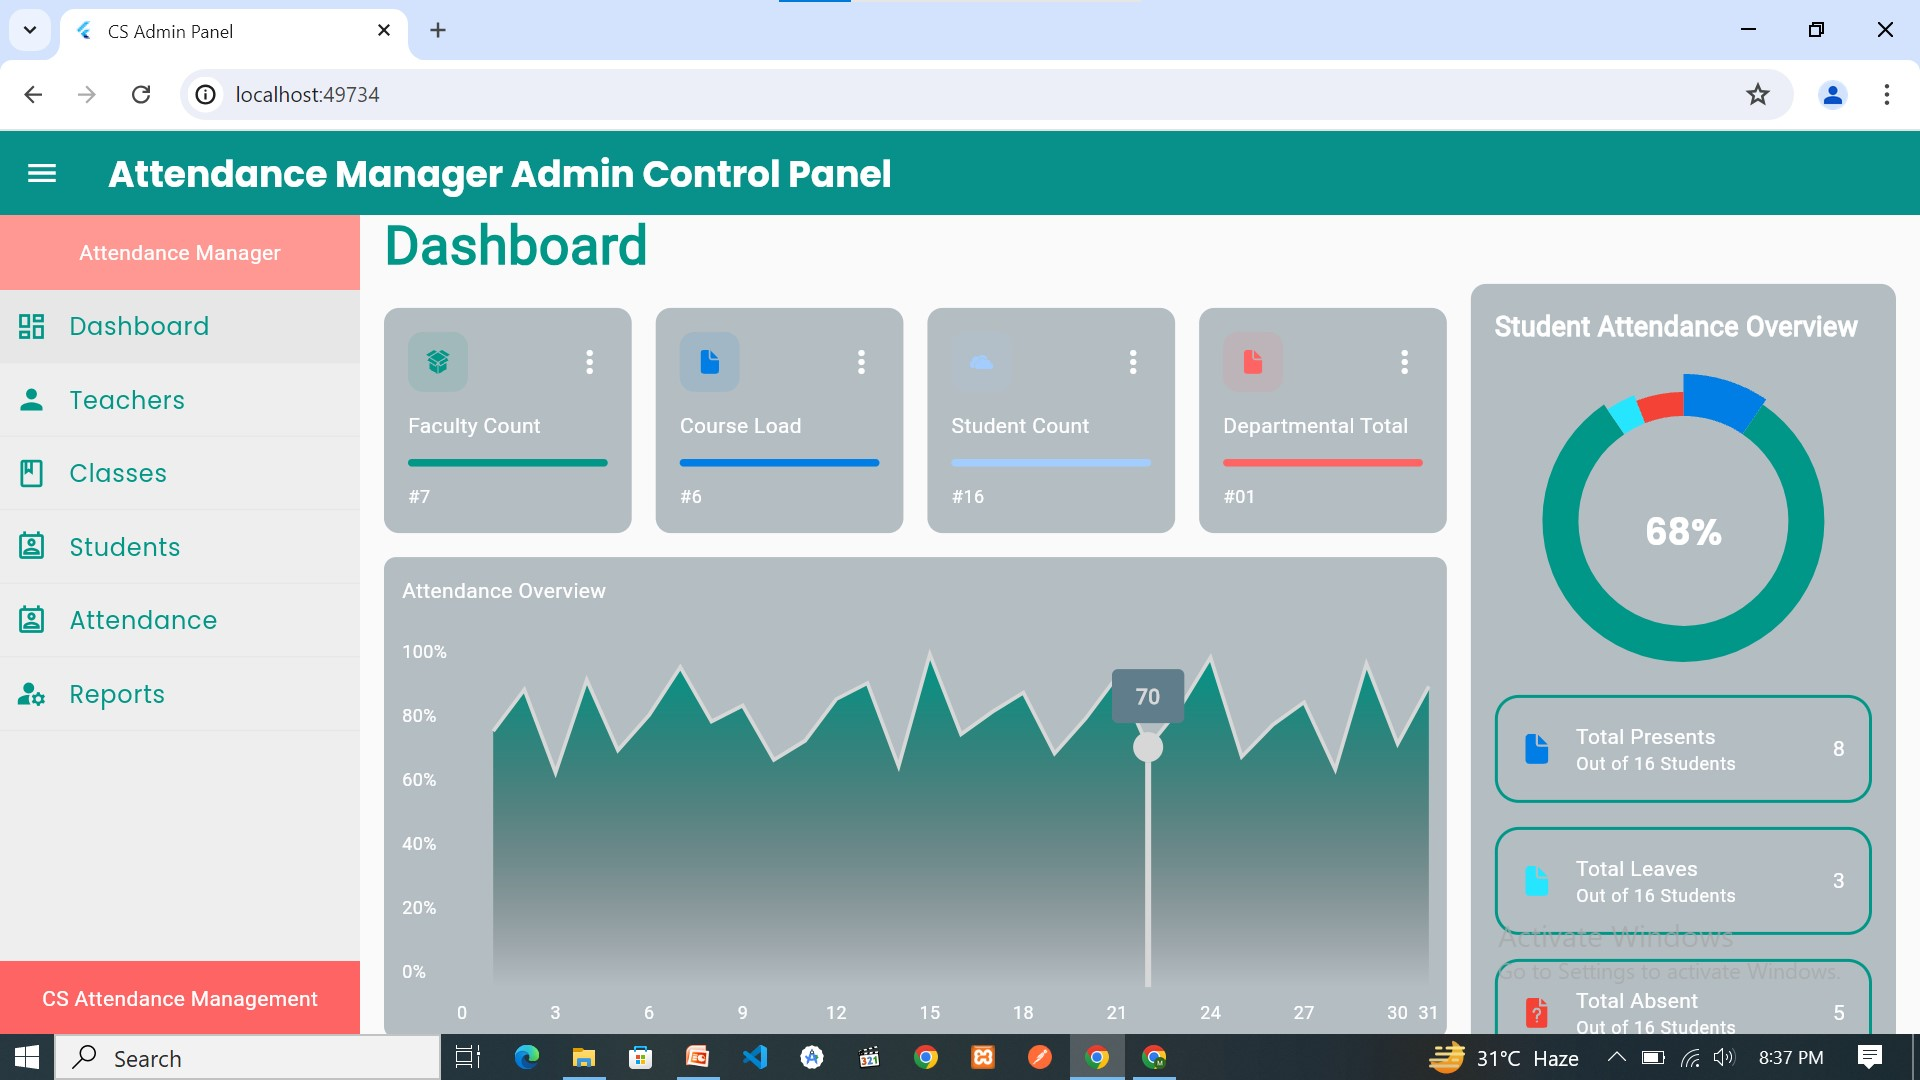 CS Admin Panel
localhost:49734
Attendance Manager Admin Control Panel
Attendance Manager
Dashboard
Teachers
Classes
Students
Attendance
Reports
CS Attendance Management
Dashboard
Faculty Count
#7
Course Load
#6
Student Count
#16
Departmental Total
#01
Attendance Overview
100%
80%
60%
40%
20%
0%
70
0 3 6 9 12 15 18 21 24 27 30 31
Student Attendance Overview
68%
Total Presents
Out of 16 Students
8
Total Leaves
Out of 16 Students
3
Activate Windows
Go to Settings to activate Windows.
Total Absent
Out of 16 Students
5
Search
321
31°C Haze
8:37 PM